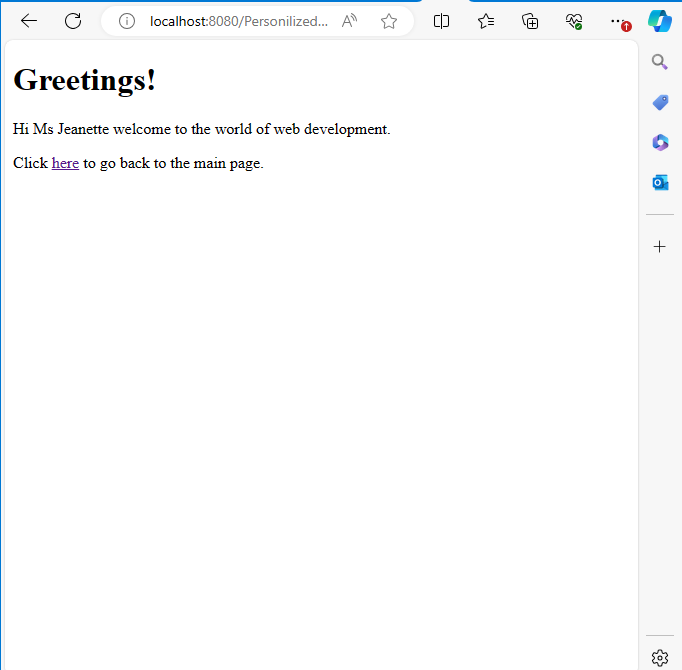 localhost:8080/Personilized...
Greetings!
Hi Ms Jeanette welcome to the world of web development.
Click here to go back to the main page.